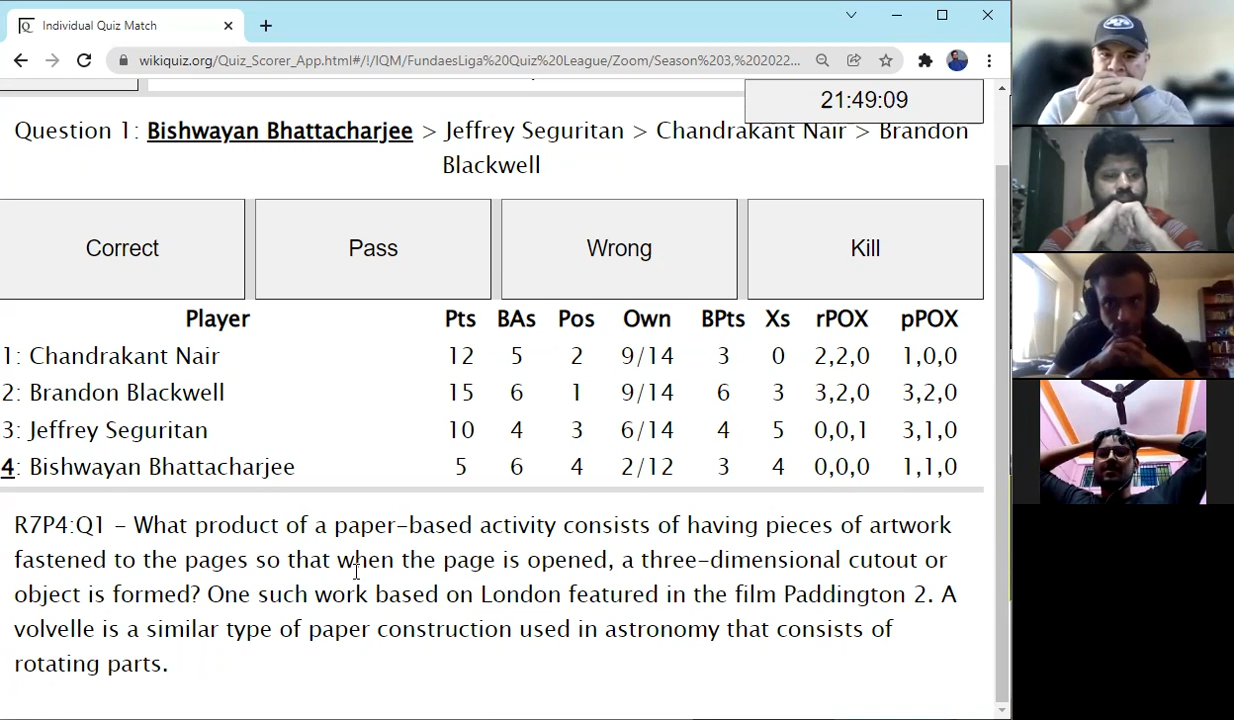 Individual Quiz Match
wikiquiz.org/Quiz_Scorer_App.html#/!/IQM/FundaesLiga%20Quiz%20League/Zoom/Season%203,%202022...
21:49:09
Question 1: Bishwayan Bhattacharjee > Jeffrey Seguritan > Chandrakant Nair > Brandon
Blackwell
Correct Pass Wrong Kill
Player Pts BAs Pos Own BPts Xs rPOX pPOX
1: Chandrakant Nair 12 5 2 9/14 3 0 2,2,0 1,0,0
2: Brandon Blackwell 15 6 1 9/14 6 3 3,2,0 3,2,0
3: Jeffrey Seguritan 10 4 3 6/14 4 5 0,0,1 3,1,0
4: Bishwayan Bhattacharjee 5 6 4 2/12 3 4 0,0,0 1,1,0
R7P4:Q1 - What product of a paper-based activity consists of having pieces of artwork
fastened to the pages so that when the page is opened, a three-dimensional cutout or
object is formed? One such work based on London featured in the film Paddington 2. A
volvelle is a similar type of paper construction used in astronomy that consists of
rotating parts.